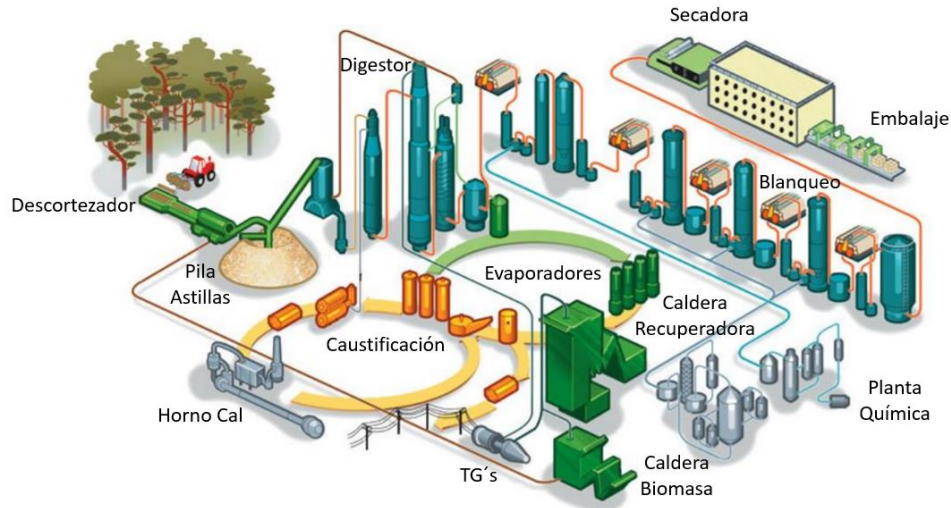 Secadora
Digestor
Embalaje
Blanqueo
Descortezador
Pila
Astillas
Evaporadores
Caldera
Recuperadora
Caustificación
Planta
Química
Horno Cal
TG´s
Caldera
Biomasa